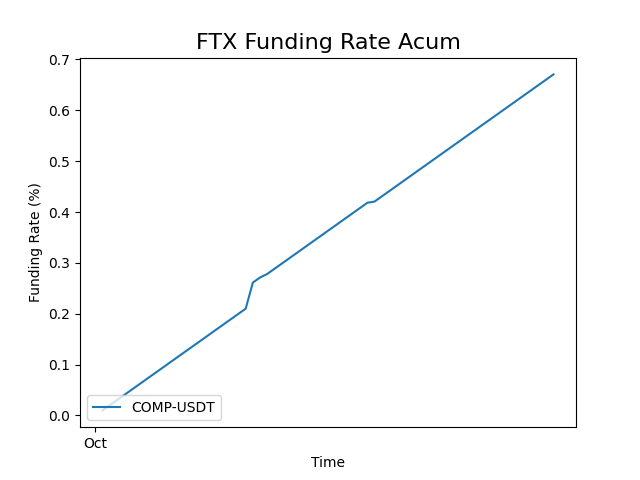 FTX Funding Rate Acum
Funding Rate (%)
0.7
0.6
0.5
0.4
0.3
0.2
0.1
0.0
COMP-USDT
Oct
Time